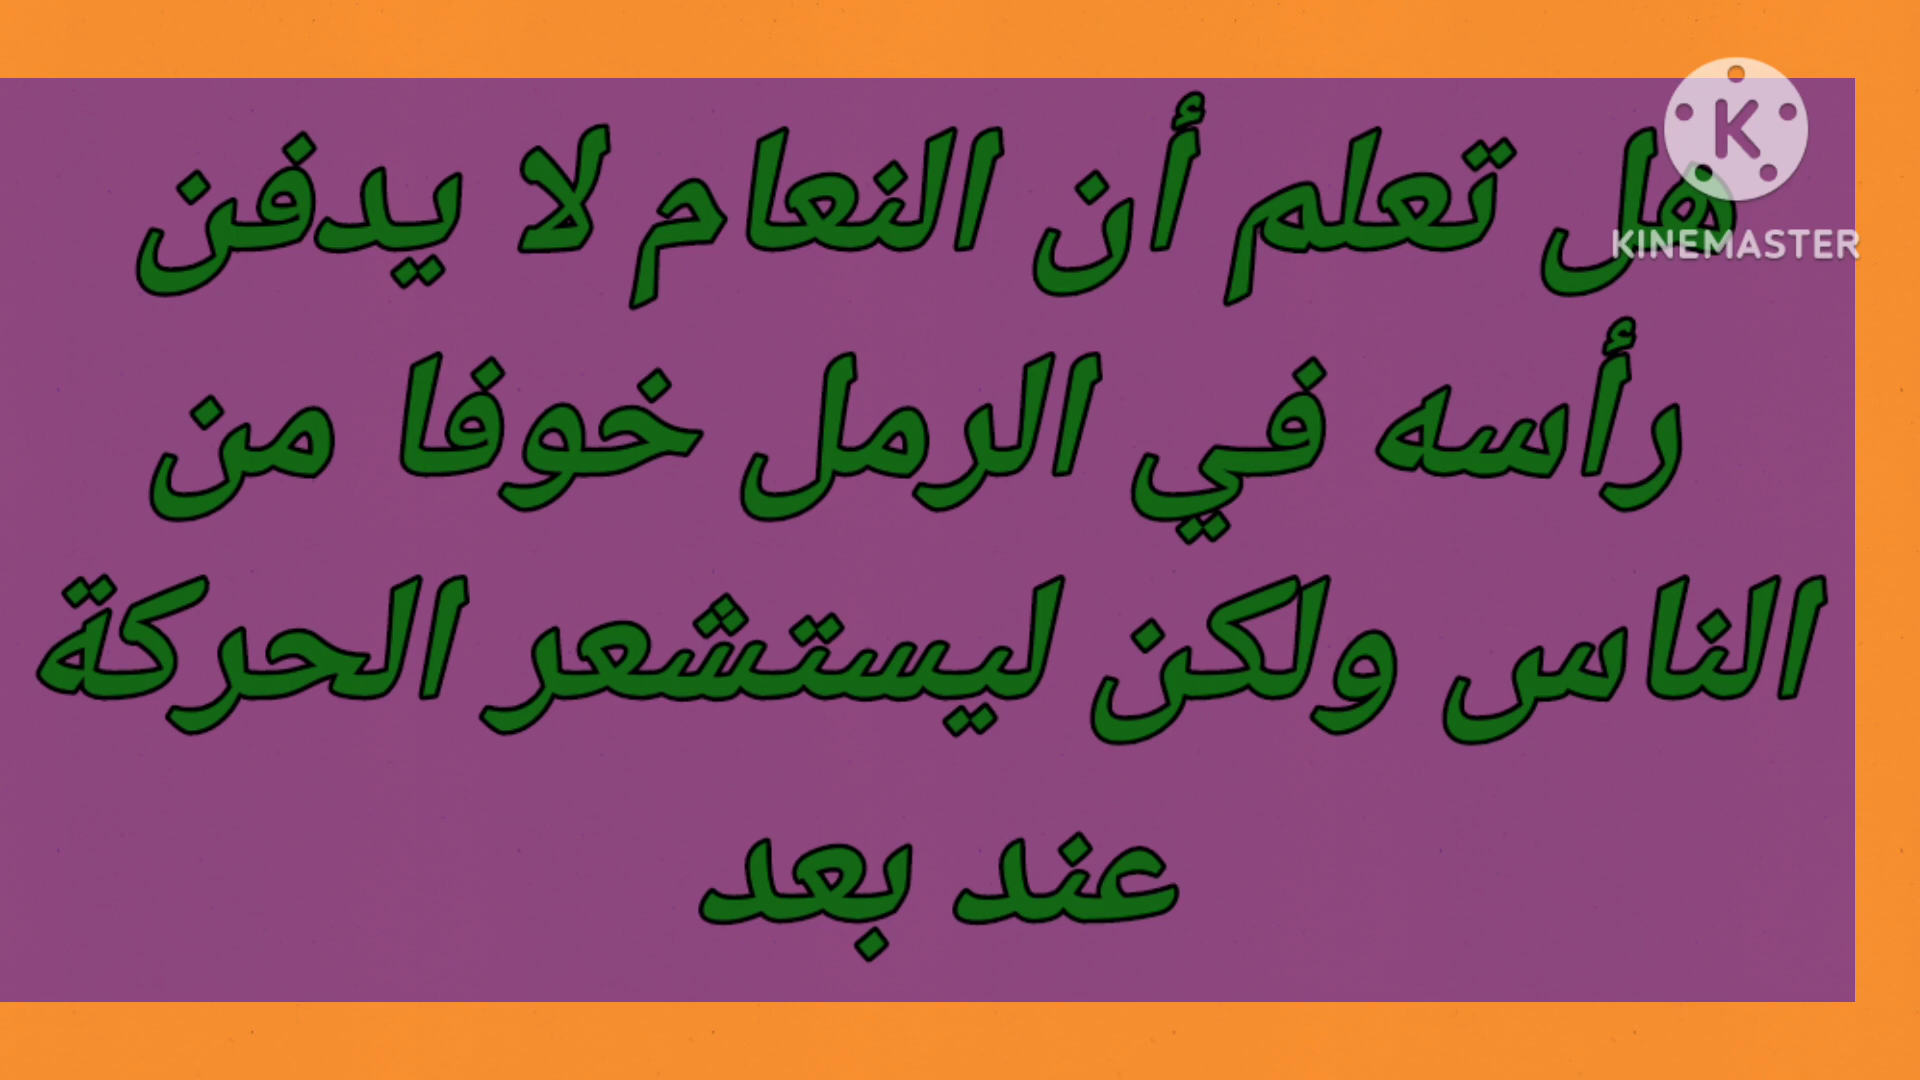 هل تعلم أن النعام لا يدفن
رأسه في الرمل خوفا من
الناس ولكن ليستشعر الحركة
عند بعد
K
KINEMASTER